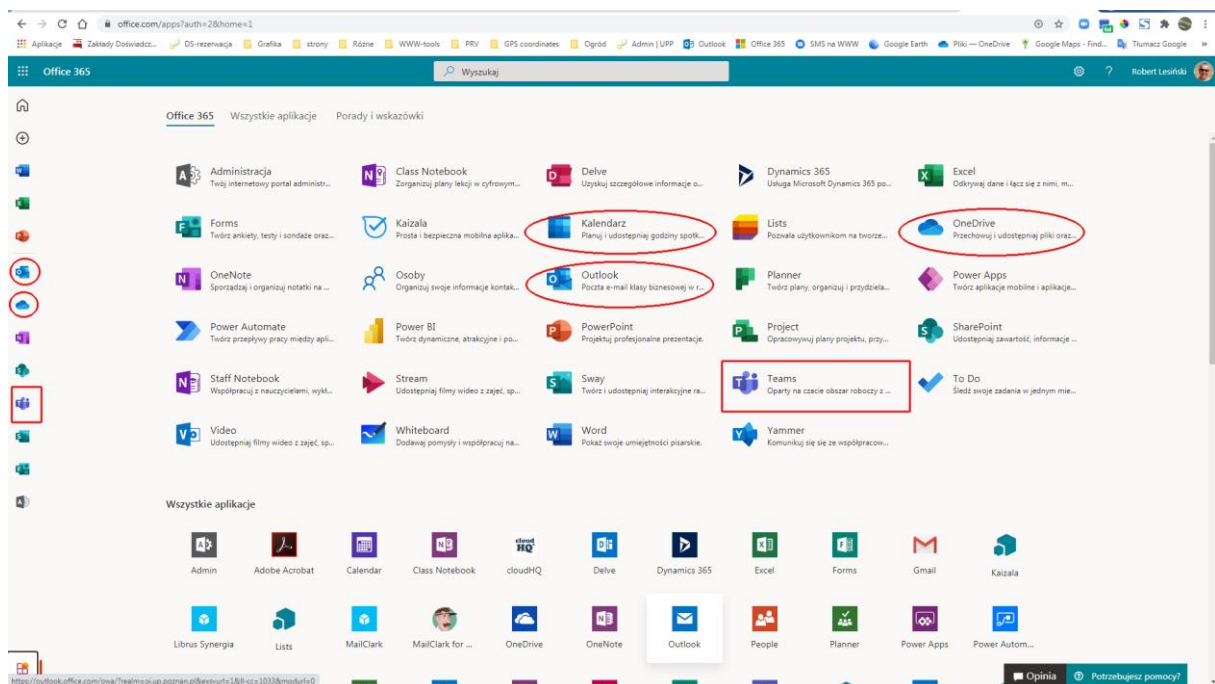 office.com/apps?auth=2&home=1
Aplikacje Zakłady Doświadcz... DS-rezerwacja Grafika strony Różne WWW-tools PRV GPS coordinates Ogród Admin | UPP Outlook Office 365 SMS na WWW Google Earth Pliki — OneDrive Google Maps - Find... Tłumacz Google »
Office 365 Wyszukaj ? Robert Lesiński
Office 365 Wszystkie aplikacje Porady i wskazówki
Administracja Class Notebook Delve Dynamics 365 Excel
Twój internetowy portal administr... Zorganizuj plany lekcji w cyfrowym... Uzyskuj szczegółowe informacje o... Usługa Microsoft Dynamics 365 po... Odkrywaj dane i łącz się z nimi, m...
Forms Kaizala Kalendarz Lists OneDrive
Twórz ankiety, testy i sondaże oraz... Prosta i bezpieczna mobilna aplika... Planuj i udostępniaj godziny spotk... Pozwala użytkownikom na tworze... Przechowuj i udostępniaj pliki oraz...
OneNote Osoby Outlook Planner Power Apps
Sporządzaj i organizuj notatki na ... Organizuj swoje informacje kontak... Poczta e-mail klasy biznesowej w r... Twórz plany, organizuj i przydziela... Twórz aplikacje mobilne i aplikacje...
Power Automate Power BI PowerPoint Project SharePoint
Twórz przepływy pracy między apli... Twórz dynamiczne, atrakcyjne i po... Projektuj profesjonalne prezentacje. Opracowywuj plany projektu, przy... Udostępniaj zawartość, informacje ...
Staff Notebook Stream Sway Teams To Do
Współpracuj z nauczycielami, wykł... Udostępniaj filmy wideo z zajęć, sp... Twórz i udostępniaj interakcyjne ra... Oparty na czacie obszar roboczy z ... Śledź swoje zadania w jednym mie...
Video Whiteboard Word Yammer
Udostępniaj filmy wideo z zajęć, sp... Dodawaj pomysły i współpracuj na... Pokaż swoje umiejętności pisarskie. Komunikuj się ze współpracow...
Wszystkie aplikacje
cloud
HQ
Admin Adobe Acrobat Calendar Class Notebook cloudHQ Delve Dynamics 365 Excel Forms Gmail Kaizala
Librus Synergia Lists MailClark MailClark for ... OneDrive OneNote Outlook People Planner Power Apps Power Autom...
Opinia Potrzebujesz pomocy?